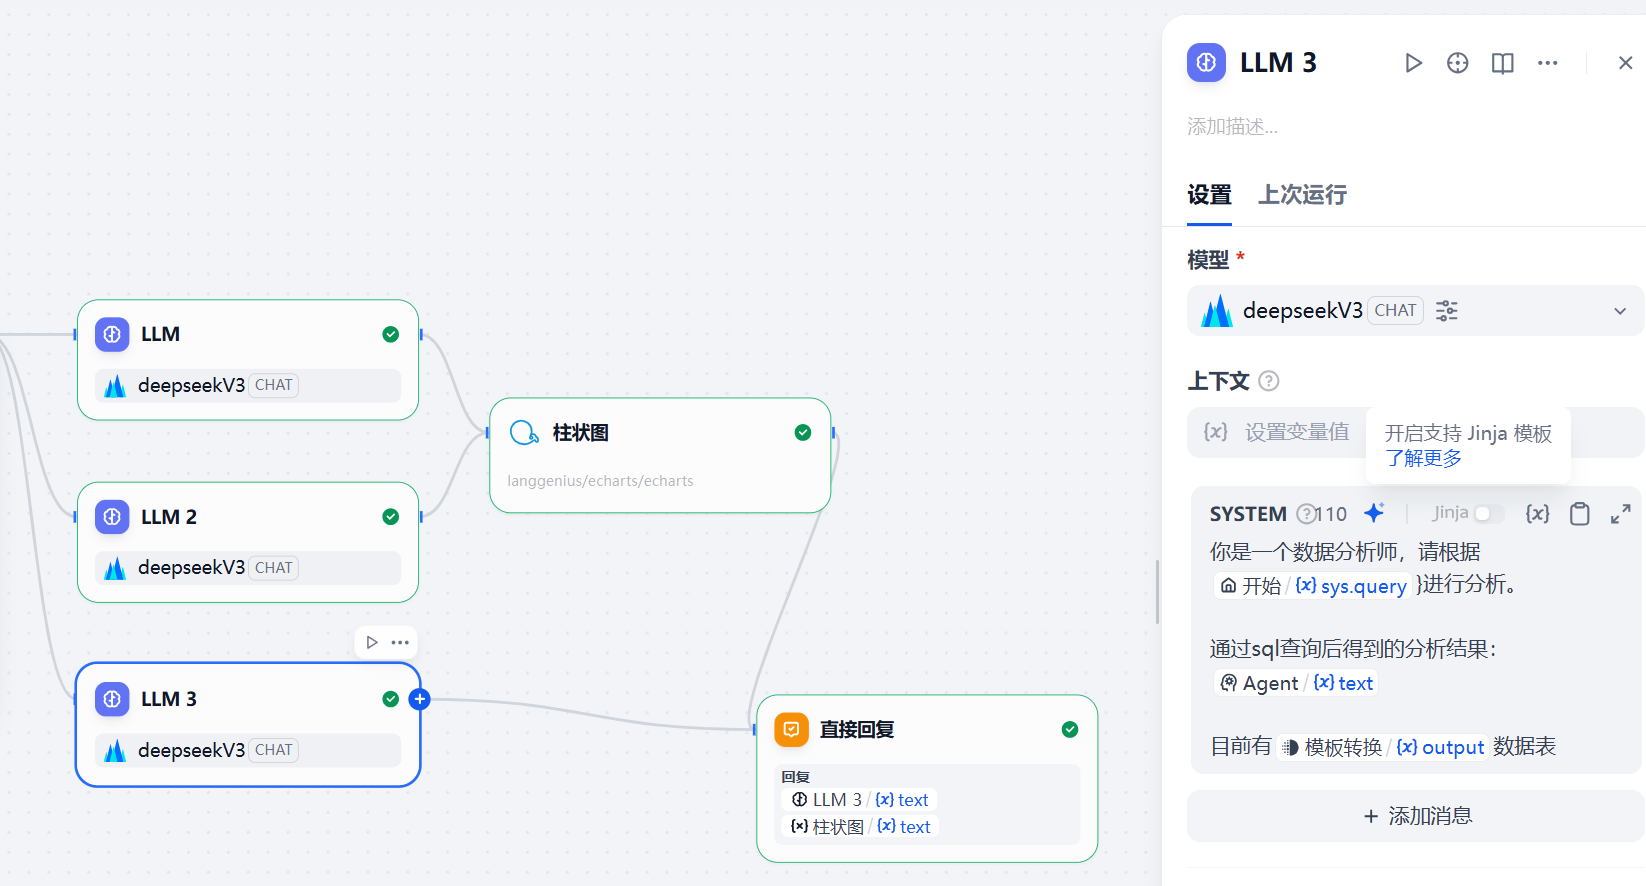 LLM
deepseekV3 CHAT
LLM 2
deepseekV3 CHAT
LLM 3
deepseekV3 CHAT
柱状图
langgenius/echarts/echarts
直接回复
回复
LLM 3 / {x} text
{x} 柱状图 / {x} text
LLM 3
添加描述...
设置 上次运行
模型 *
deepseekV3 CHAT
上下文 ?
{x} 设置变量值
开启支持 Jinja 模板
了解更多
SYSTEM ? 110 Jinja {x}
你是一个数据分析师，请根据
开始 / {x} sys.query }进行分析。
通过sql查询后得到的分析结果：
Agent / {x} text
目前有 模板转换 / {x} output 数据表
+ 添加消息